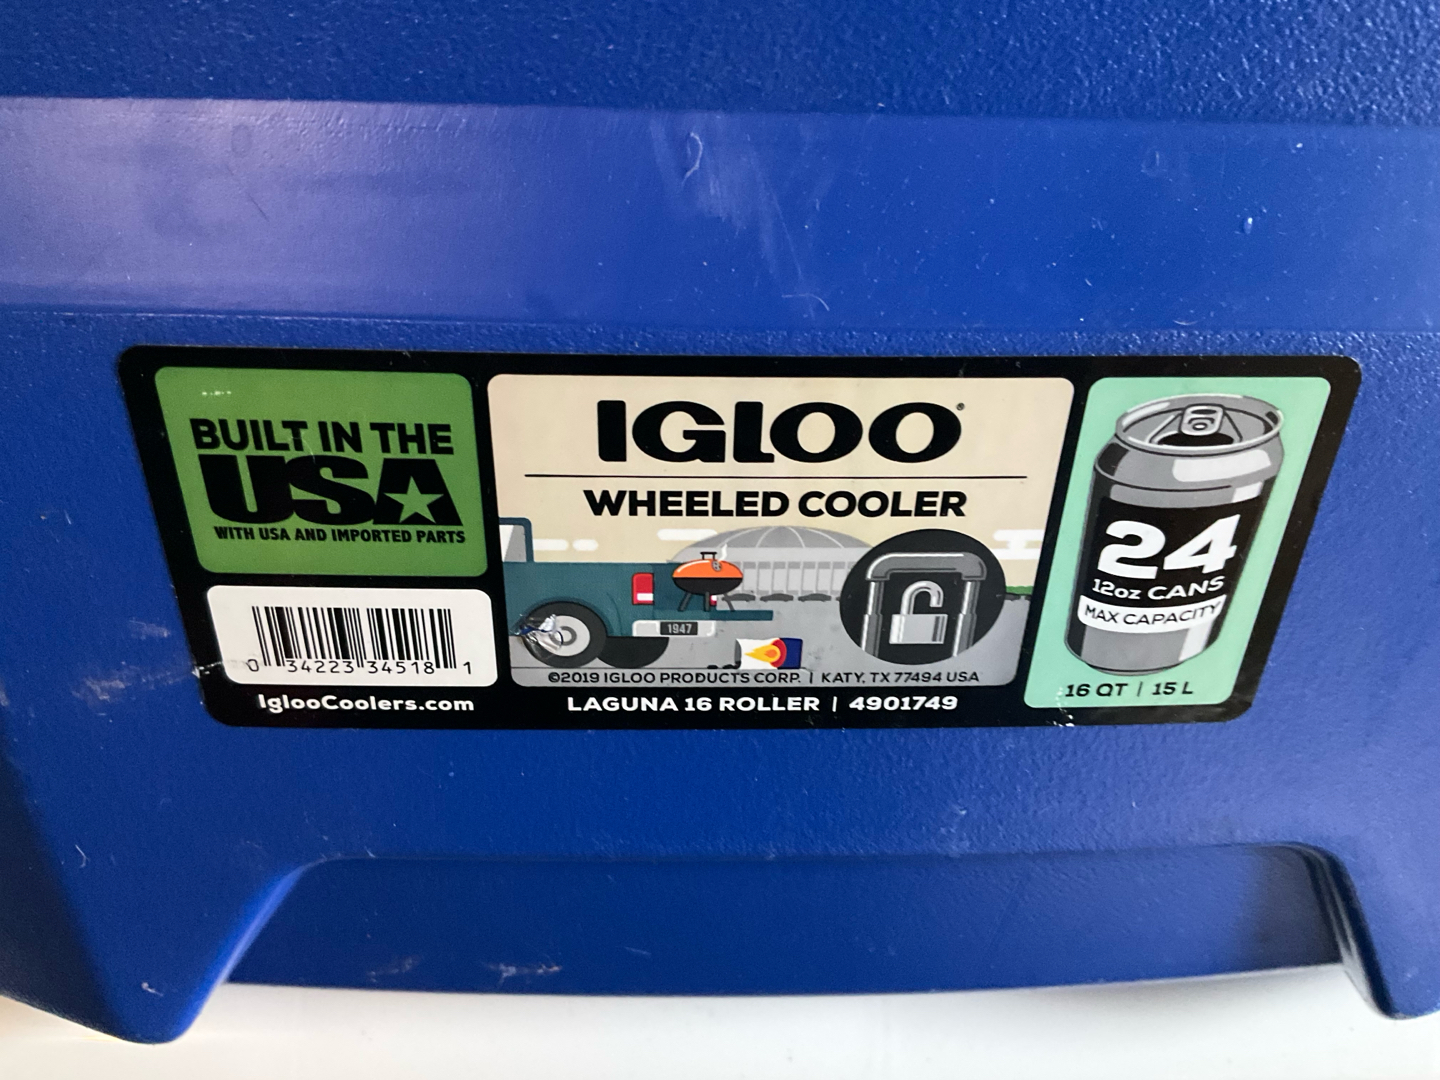 BUILT IN THE
USA
WITH USA AND IMPORTED PARTS
0 34223 34518 1
IglooCoolers.com
IGLOO®
WHEELED COOLER
1947
©2019 IGLOO PRODUCTS CORP. | KATY, TX 77494 USA
LAGUNA 16 ROLLER | 4901749
24
12oz CANS
MAX CAPACITY
16 QT | 15 L